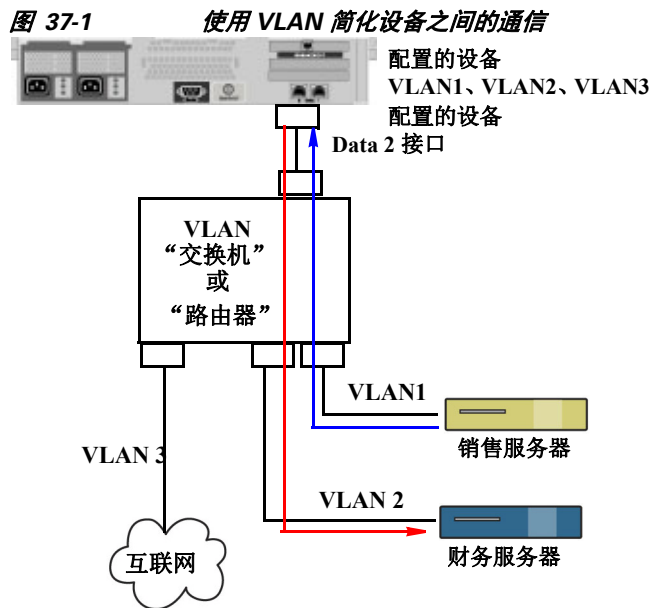 图 37-1 使用 VLAN 简化设备之间的通信
配置的设备
VLAN1、VLAN2、VLAN3
配置的设备
Data 2 接口
VLAN
“交换机”
或
“路由器”
VLAN1
销售服务器
VLAN 3
VLAN 2
互联网
财务服务器